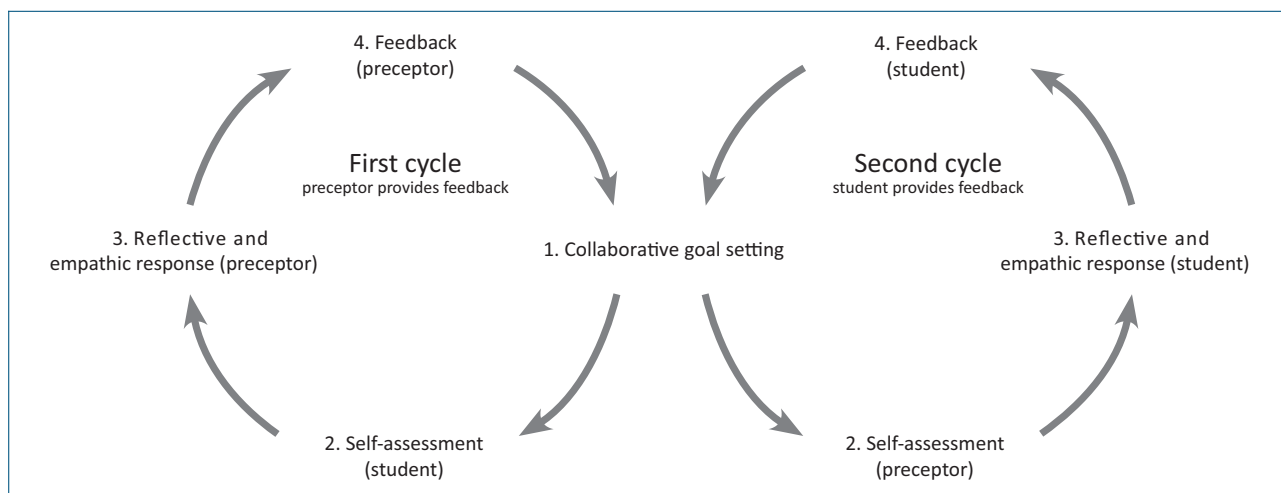 4. Feedback
(preceptor)
4. Feedback
(student)
First cycle
preceptor provides feedback
Second cycle
student provides feedback
3. Reflective and
empathic response (preceptor)
1. Collaborative goal setting
3. Reflective and
empathic response (student)
2. Self-assessment
(student)
2. Self-assessment
(preceptor)